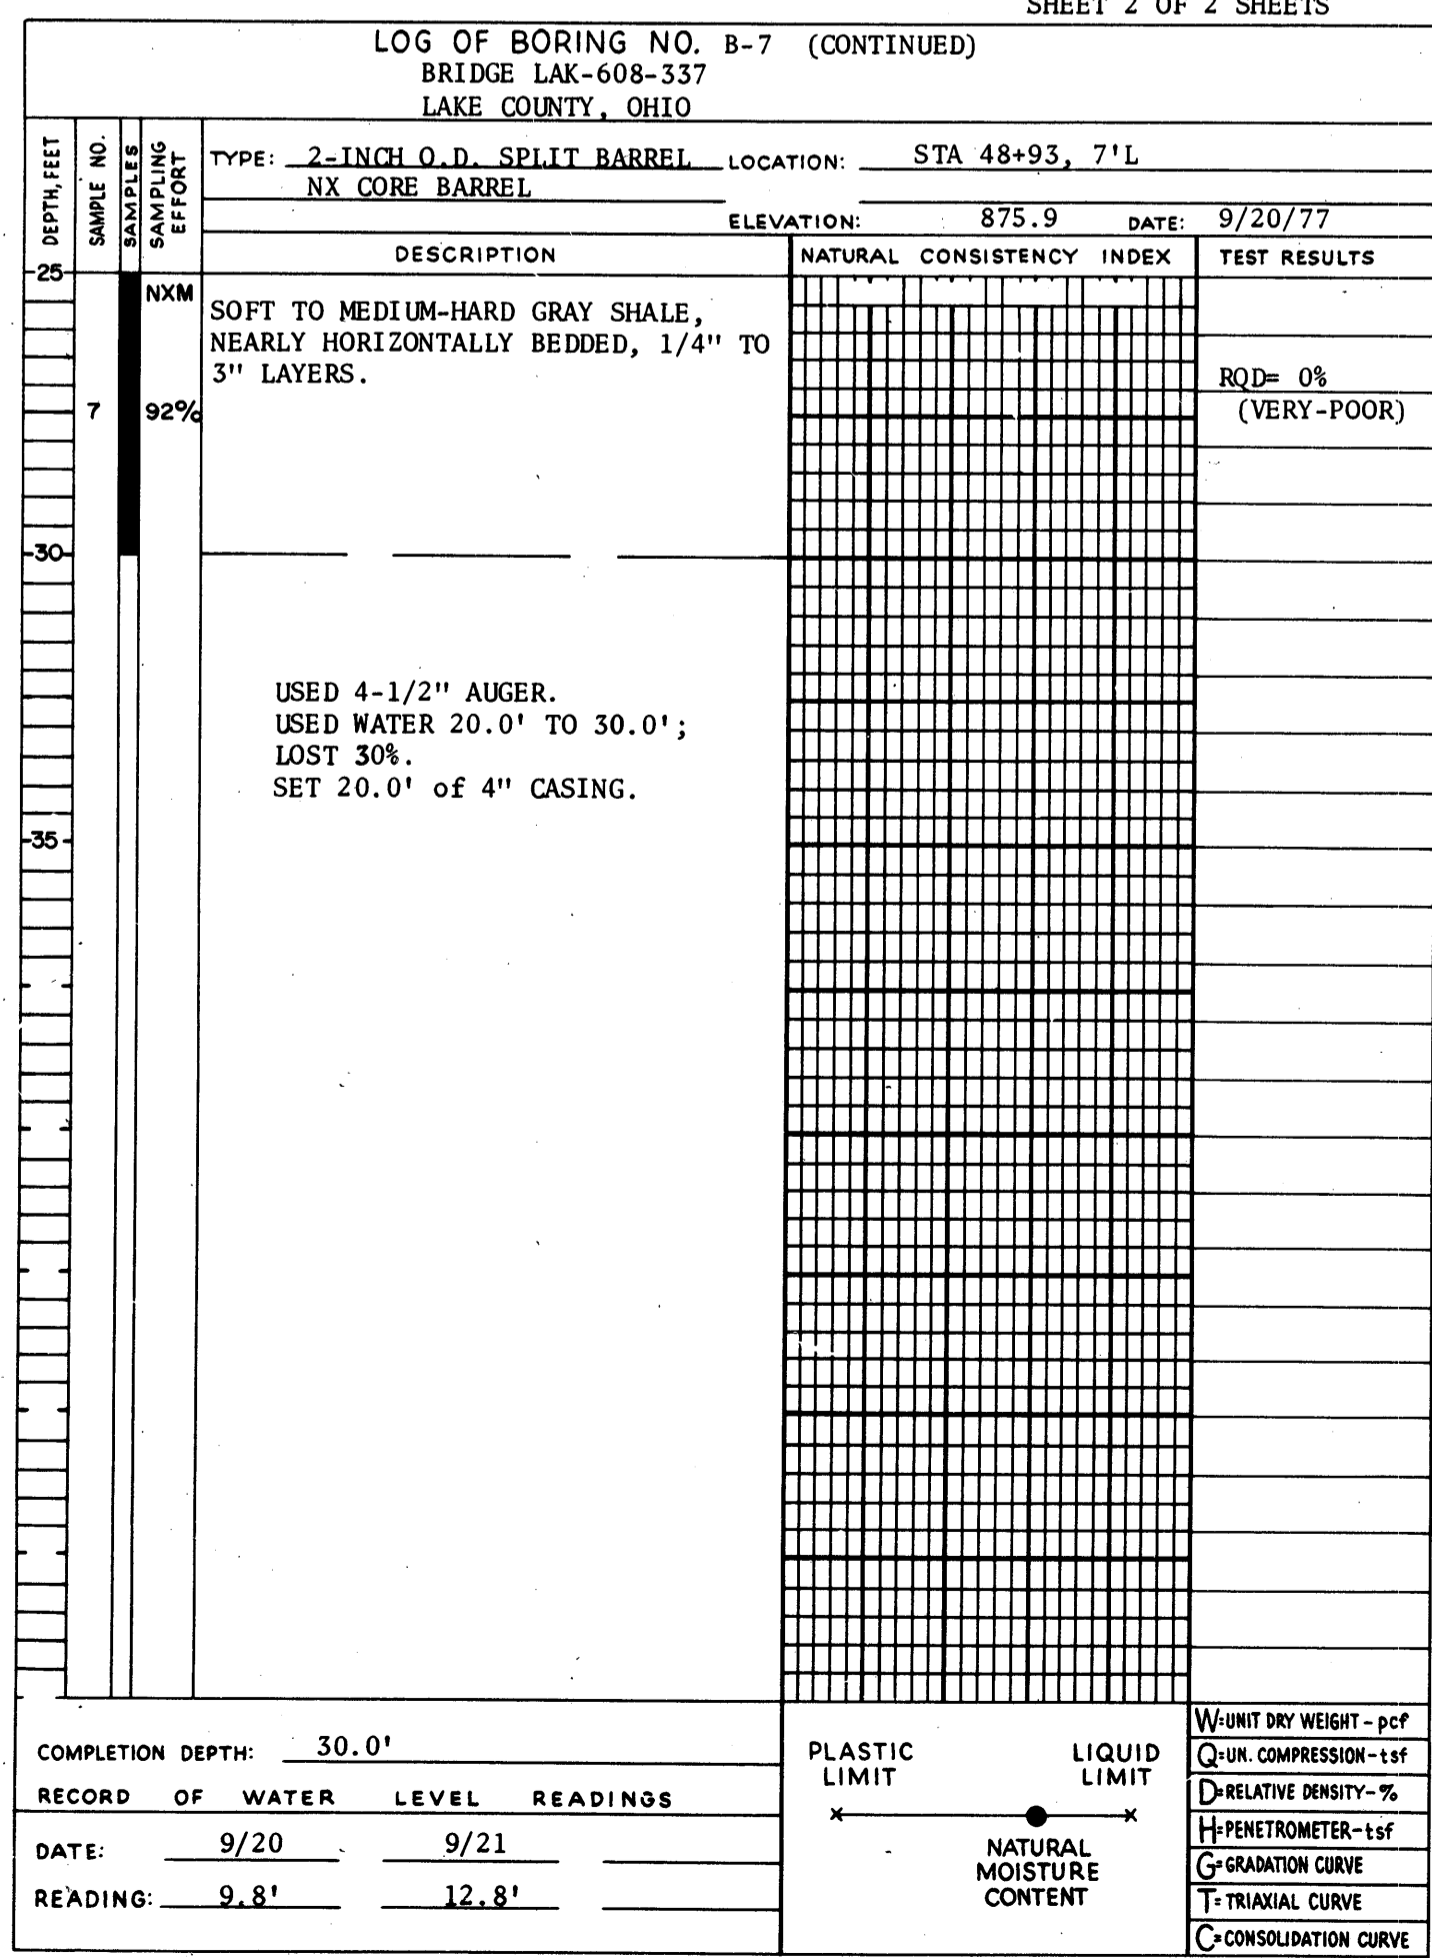 SHEET 2 OF 2 SHEETS
LOG OF BORING NO. B-7 (CONTINUED)
BRIDGE LAK-608-337
LAKE COUNTY, OHIO
DEPTH, FEET
SAMPLE NO.
SAMPLES
SAMPLING EFFORT
TYPE: 2-INCH O.D. SPLIT BARREL LOCATION: STA 48+93, 7'L
NX CORE BARREL
ELEVATION: 875.9 DATE: 9/20/77
DESCRIPTION NATURAL CONSISTENCY INDEX TEST RESULTS
25
NXM
SOFT TO MEDIUM-HARD GRAY SHALE,
NEARLY HORIZONTALLY BEDDED, 1/4" TO
3" LAYERS.
RQD= 0%
7 92% (VERY-POOR)
30
USED 4-1/2" AUGER.
USED WATER 20.0' TO 30.0';
LOST 30%.
SET 20.0' of 4" CASING.
35
COMPLETION DEPTH: 30.0'
RECORD OF WATER LEVEL READINGS
DATE: 9/20 9/21
READING: 9.8' 12.8'
PLASTIC LIMIT
LIQUID LIMIT
NATURAL
MOISTURE
CONTENT
W=UNIT DRY WEIGHT-pcf
Q=UN. COMPRESSION-tsf
D=RELATIVE DENSITY-%
H=PENETROMETER-tsf
G=GRADATION CURVE
T=TRIAXIAL CURVE
C=CONSOLIDATION CURVE